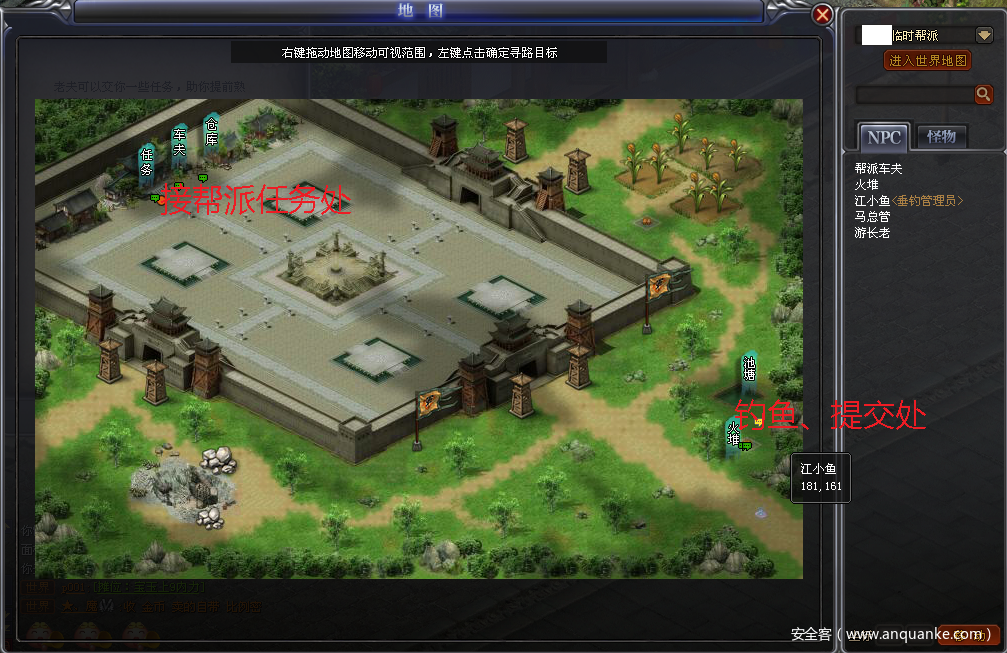 地 图
右键拖动地图移动可视范围，左键点击确定寻路目标
临时帮派
进入世界地图
NPC
怪物
帮派车夫
火堆
江小鱼<垂钓管理员>
马总管
游长老
仓库
车夫
任务
接帮派任务处
池塘
钓鱼、提交处
火堆
江小鱼
181,161
安全客（www.anquanke.com）